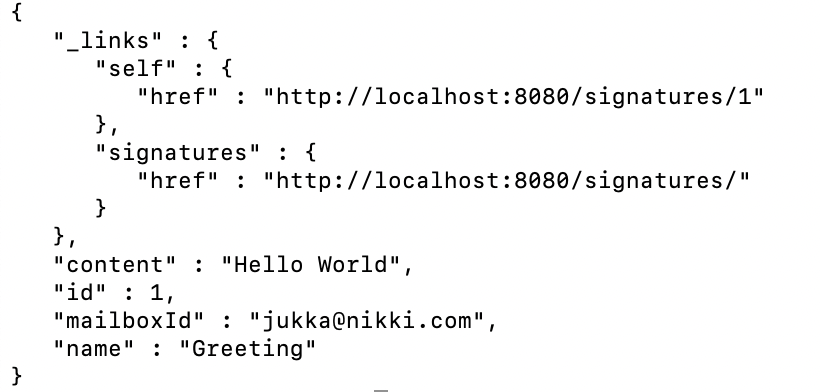 {
   "_links" : {
      "self" : {
         "href" : "http://localhost:8080/signatures/1"
      },
      "signatures" : {
         "href" : "http://localhost:8080/signatures/"
      }
   },
   "content" : "Hello World",
   "id" : 1,
   "mailboxId" : "jukka@nikki.com",
   "name" : "Greeting"
}